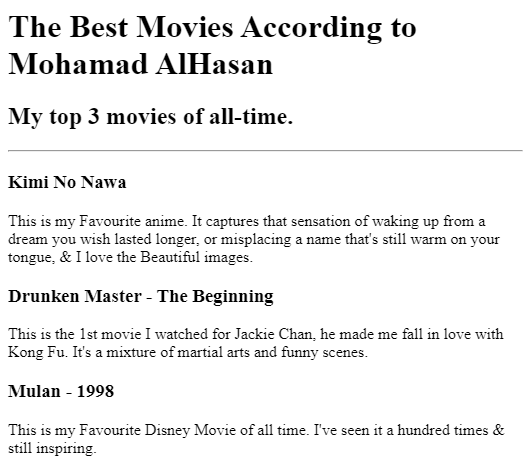 The Best Movies According to
Mohamad AlHasan
My top 3 movies of all-time.
Kimi No Nawa
This is my Favourite anime. It captures that sensation of waking up from a
dream you wish lasted longer, or misplacing a name that's still warm on your
tongue, & I love the Beautiful images.
Drunken Master - The Beginning
This is the 1st movie I watched for Jackie Chan, he made me fall in love with
Kong Fu. It's a mixture of martial arts and funny scenes.
Mulan - 1998
This is my Favourite Disney Movie of all time. I've seen it a hundred times &
still inspiring.